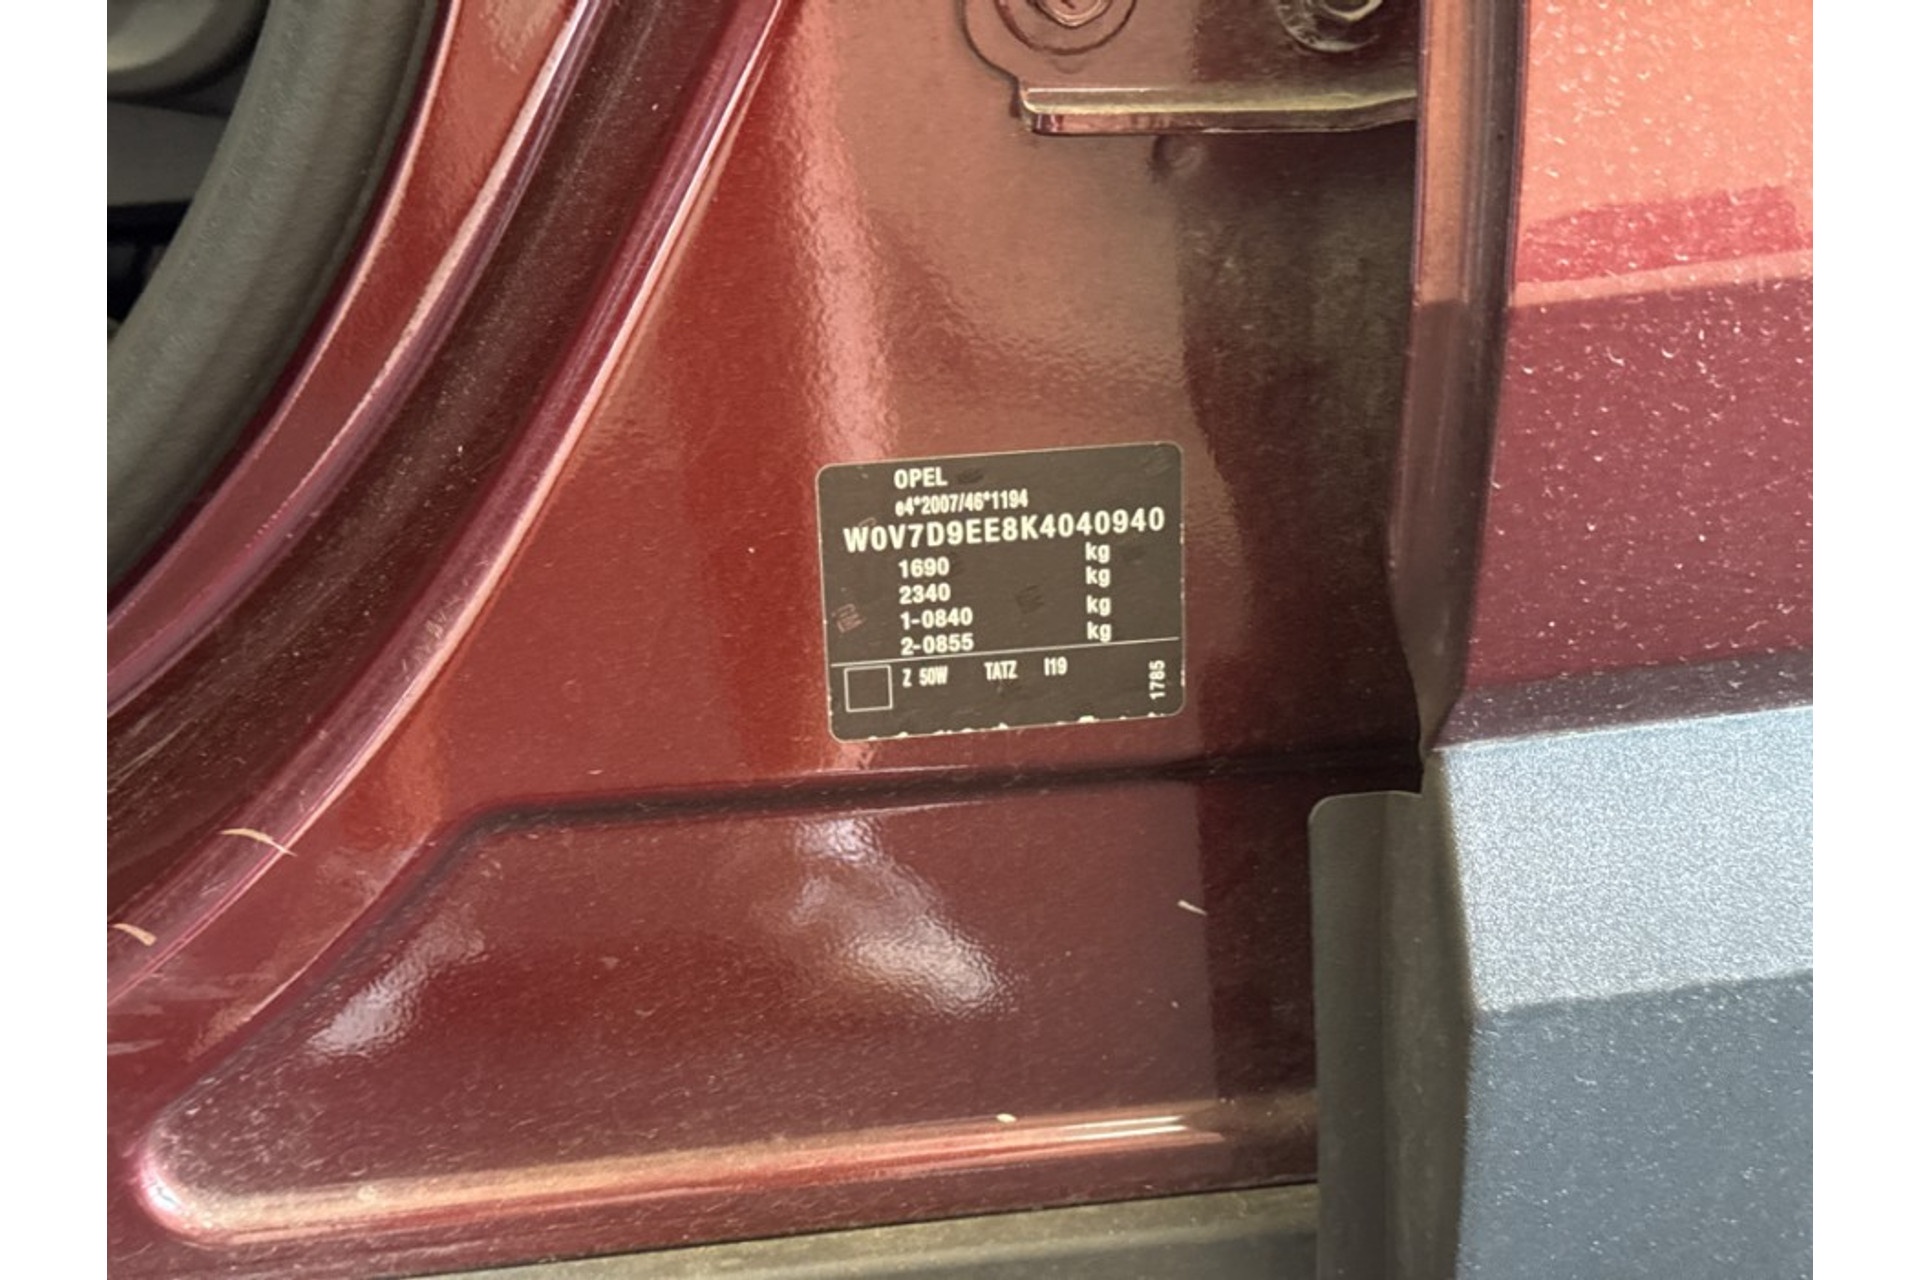 OPEL
e4*2007/46*1194
W0V7D9EE8K4040940
1690 kg
2340 kg
1-0840 kg
2-0855 kg
Z 50W TATZ I19
1785